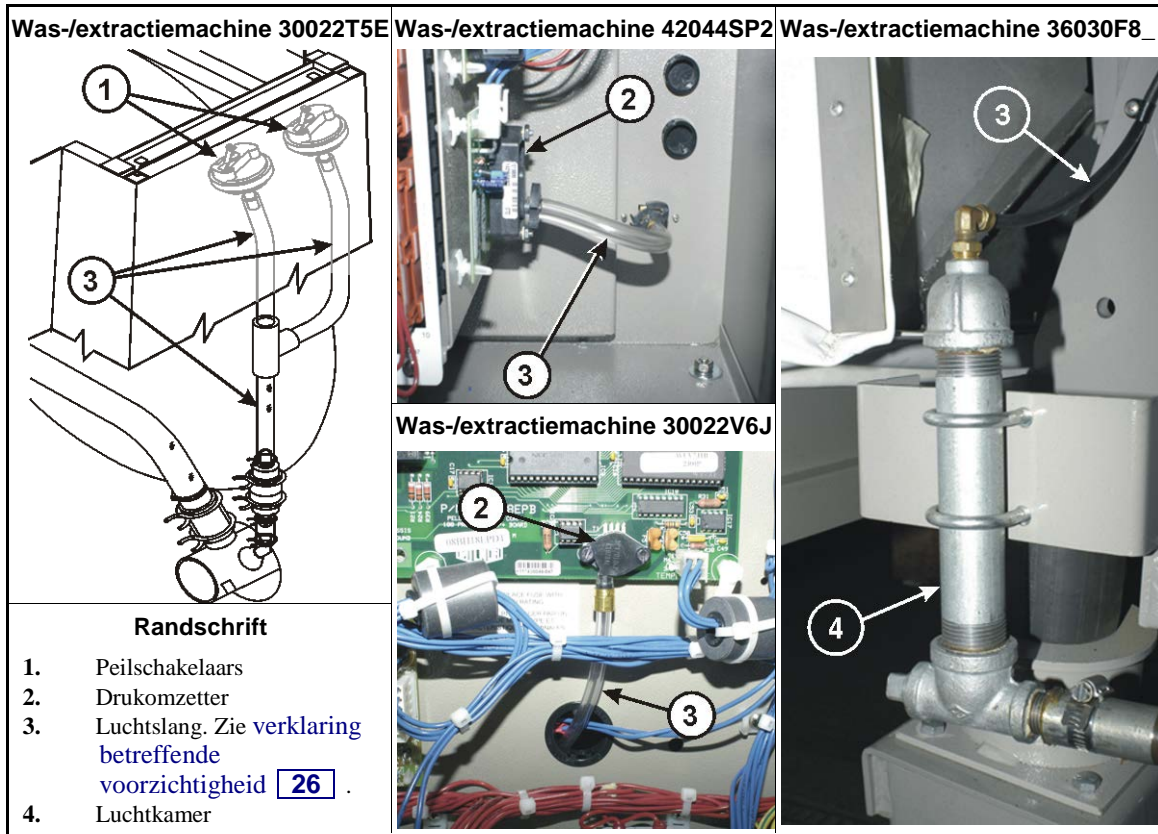 Was-/extractiemachine 30022T5E
1
3
Randschrift
1. Peilschakelaars
2. Drukomzetter
3. Luchtslang. Zie verklaring
betreffende
voorzichtigheid 26 .
4. Luchtkamer
Was-/extractiemachine 42044SP2
2
3
Was-/extractiemachine 30022V6J
2
3
Was-/extractiemachine 36030F8_
3
4